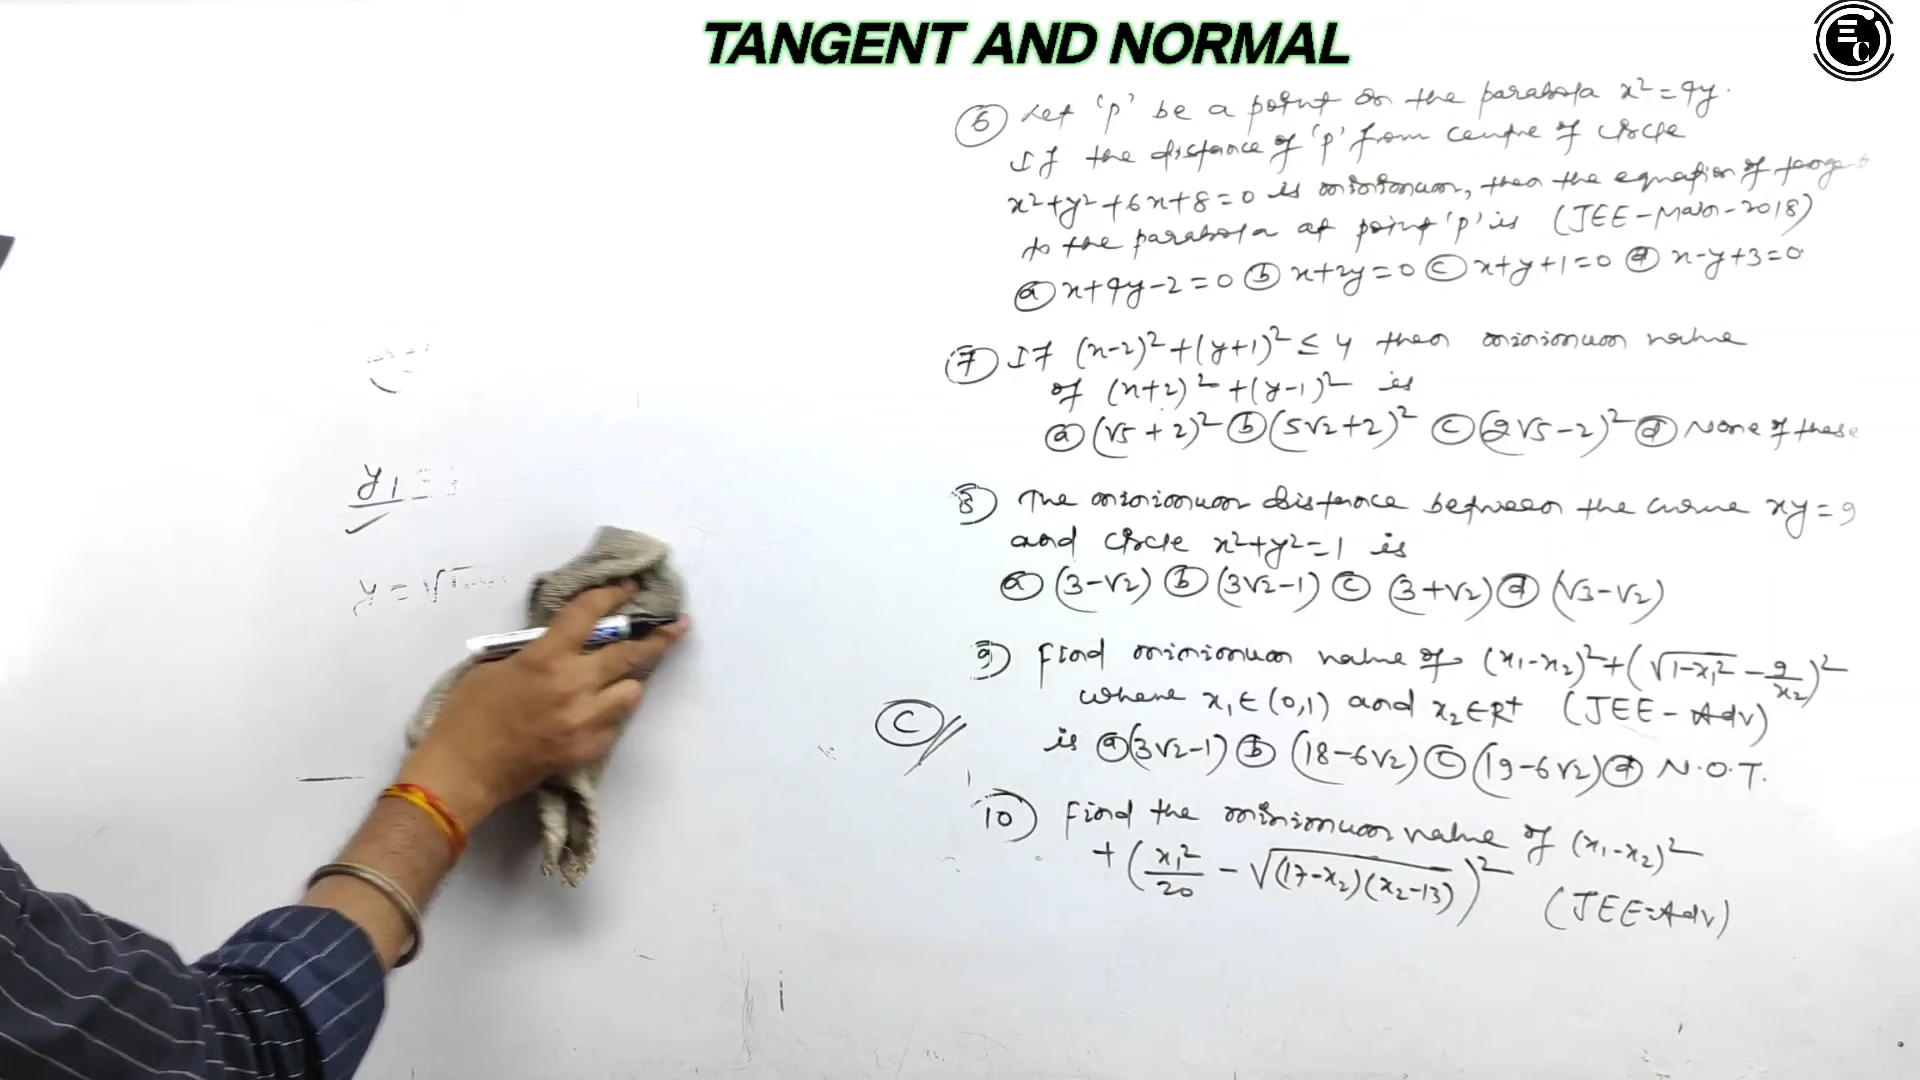 TANGENT AND NORMAL
EC
⑥ Let 'p' be a point on the parabola x² = 4y.
If the distance of 'p' from centre of circle
x²+y²+6x+8=0 is minimum, then the equation of tangent
to the parabola at point 'p' is (JEE-Main-2018)
ⓐ x+4y-2=0 ⓑ x+2y=0 ⓒ x+y+1=0 ⓓ x-y+3=0
⑦ If (x-2)²+(y+1)² ≤ 4 then minimum value
of (x+2)²+(y-1)² is
ⓐ (√5+2)² ⓑ (5√2+2)² ⓒ (2√5-2)² ⓓ None of these
8) The minimum distance between the curve xy=9
and circle x²+y²=1 is
ⓐ (3-√2) ⓑ (3√2-1) ⓒ (3+√2) ⓓ (√3-√2)
9) Find minimum value of (x₁-x₂)²+(√1-x₁² - 9/x₂)²
where x₁∈(0,1) and x₂∈R⁺ (JEE-Adv)
is ⓐ (3√2-1) ⓑ (18-6√2) ⓒ (19-6√2) ⓓ N.O.T.
ⓒ
10) Find the minimum value of (x₁-x₂)²
+ (x₁²/20 - √(17-x₂)(x₂-13))² (JEE-Adv)
y₁ =
y = √